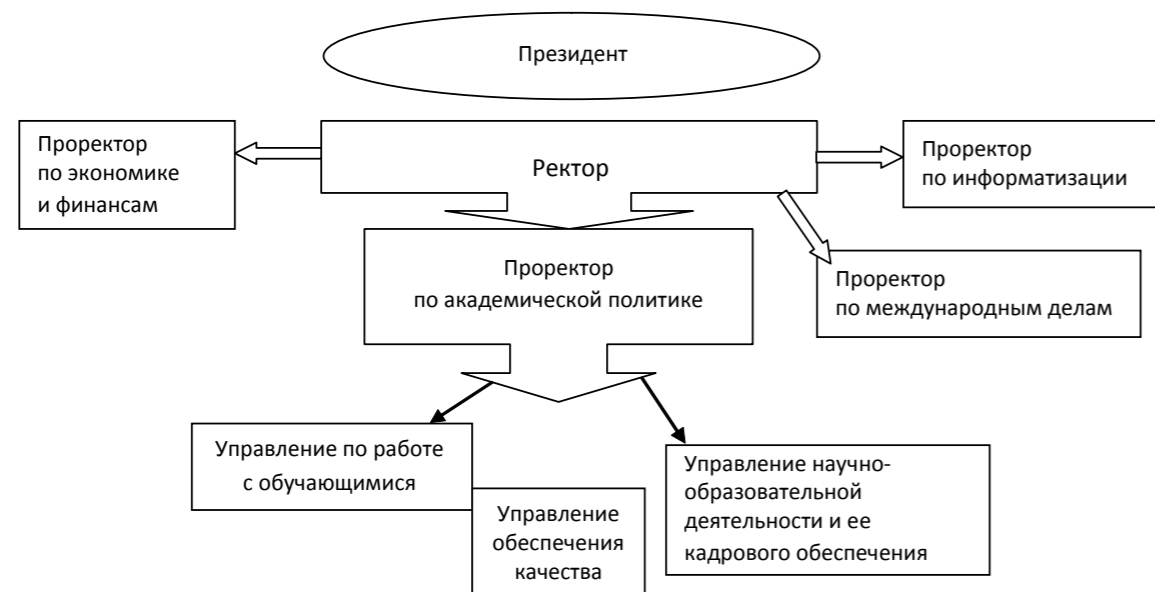 Президент
Проректор
по экономике
и финансам
Ректор
Проректор
по информатизации
Проректор
по академической политике
Проректор
по международным делам
Управление по работе
с обучающимися
Управление
обеспечения
качества
Управление научно-
образовательной
деятельности и ее
кадрового обеспечения